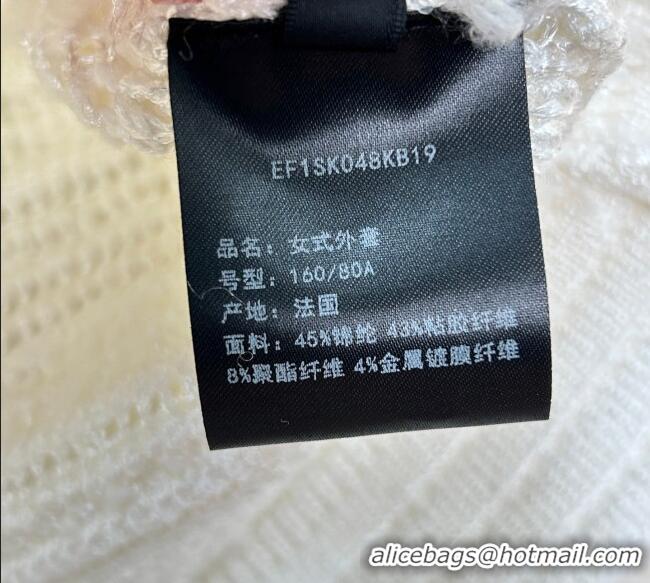 EF1SK048KB19
品名: 女式外套
号型: 160/80A
产地: 法国
面料: 45%锦纶 43%粘胶纤维
8%聚酯纤维 4%金属镀膜纤维
alicebags@hotmail.com